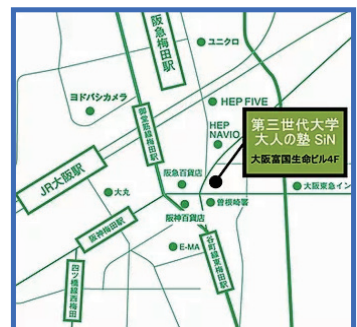 阪急梅田駅
ユニクロ
ヨドバシカメラ
御堂筋線梅田駅
HEP FIVE
HEP
NAVIO
第三世代大学
大人の塾 SiN
大阪富国生命ビル4F
JR大阪駅
大丸
阪急百貨店
大阪東急イン
曽根崎署
阪神百貨店
阪神梅田駅
E-MA
谷町線東梅田駅
四ツ橋線西梅田